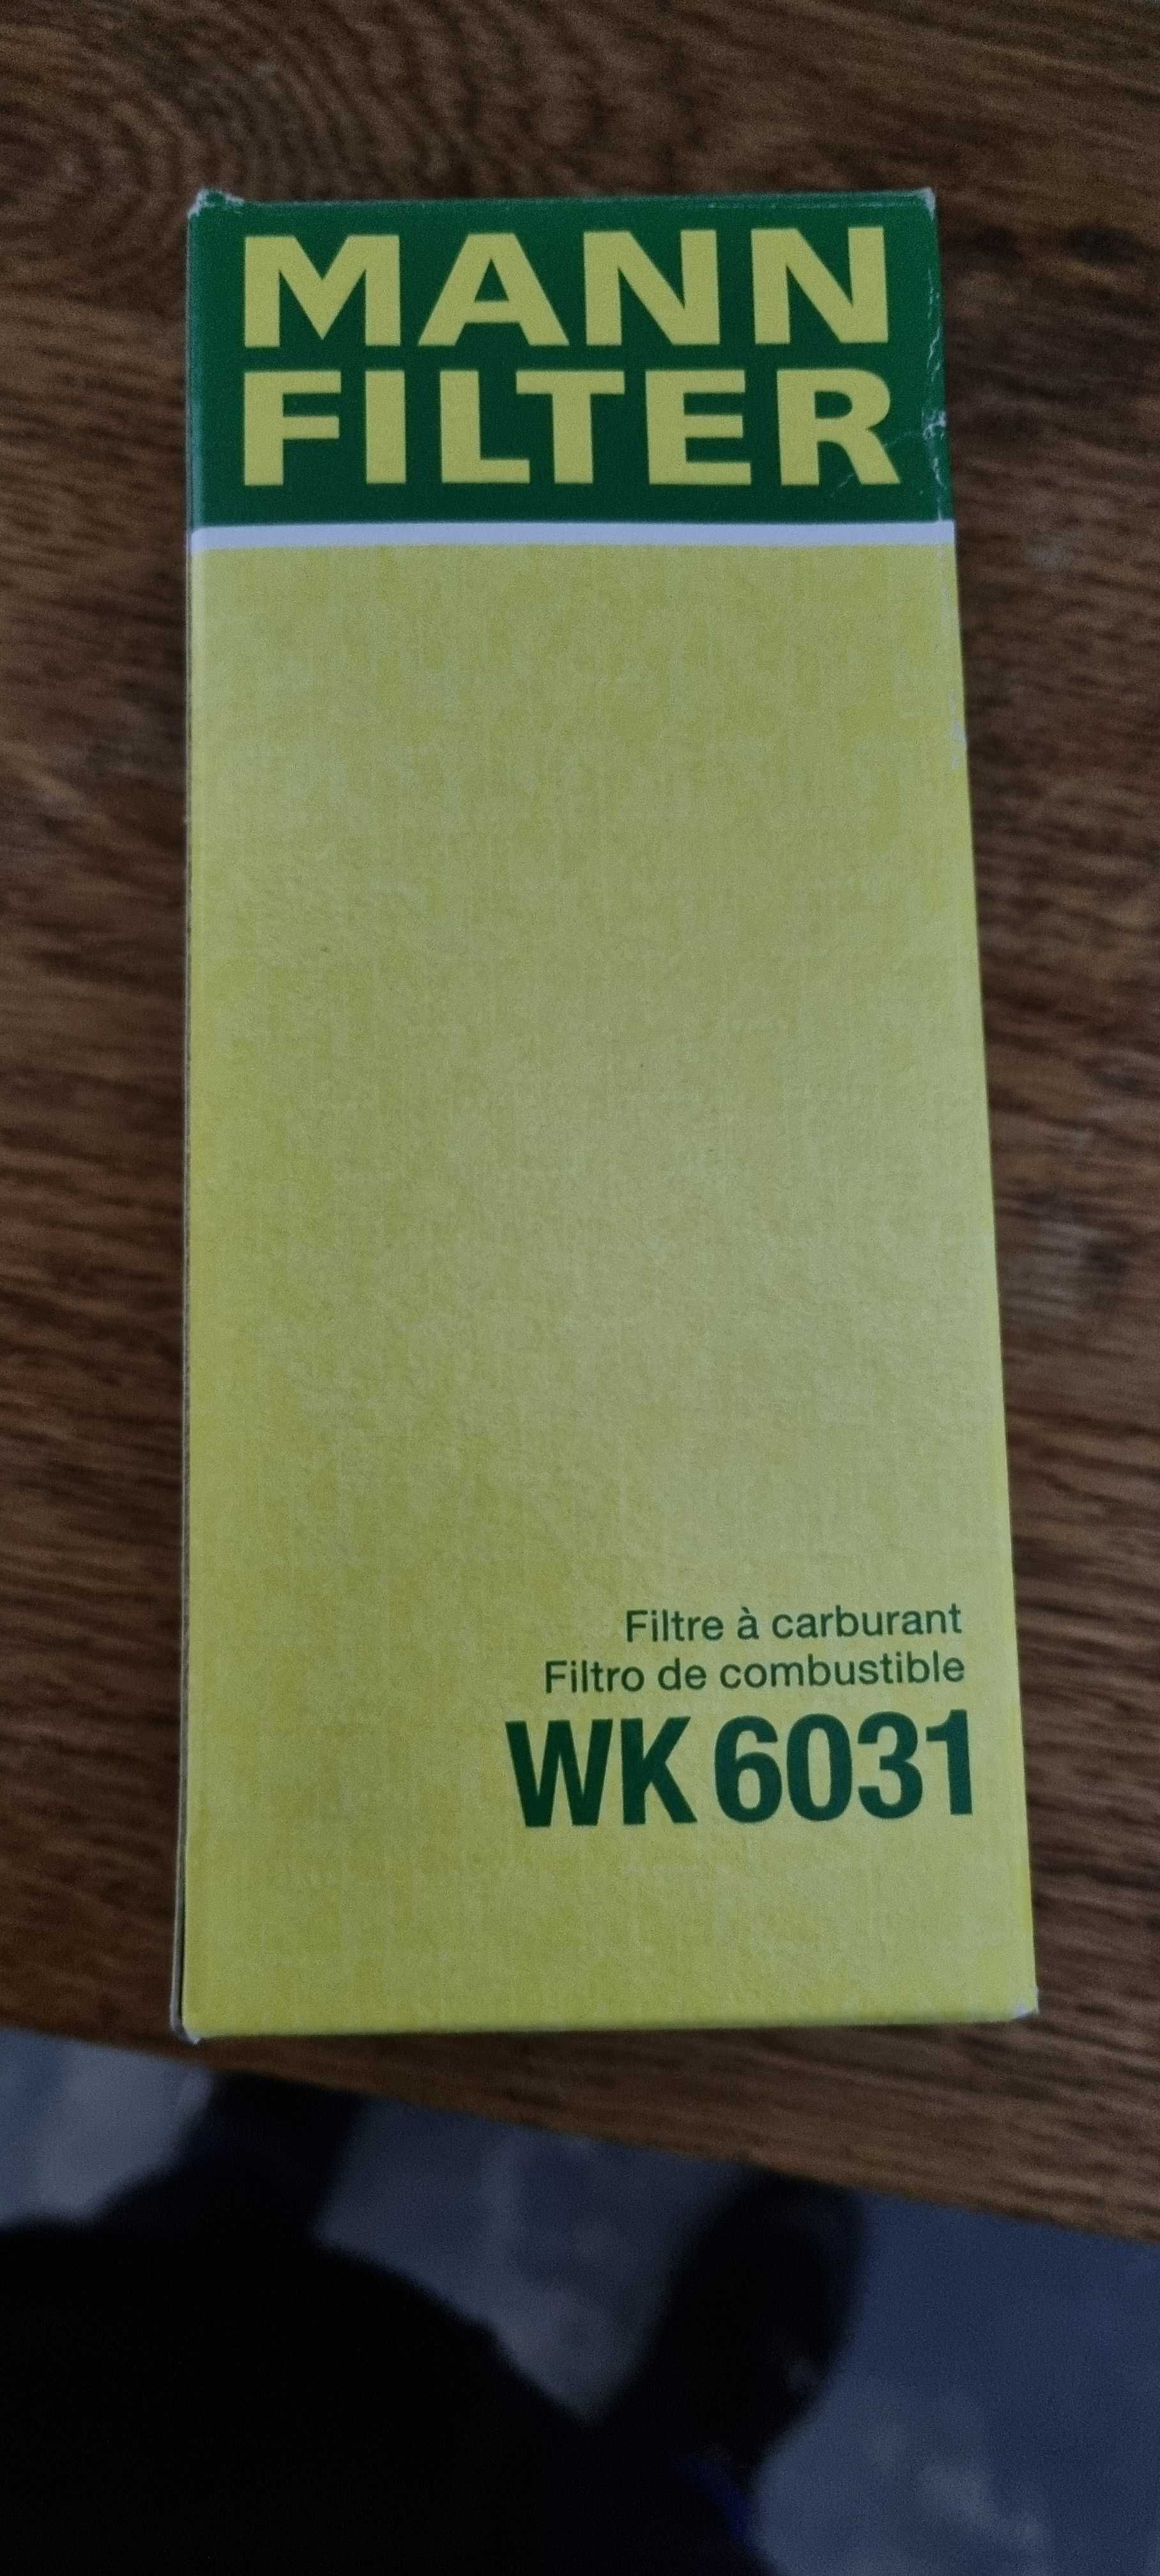 MANN
FILTER
Filtre à carburant
Filtro de combustible
WK 6031